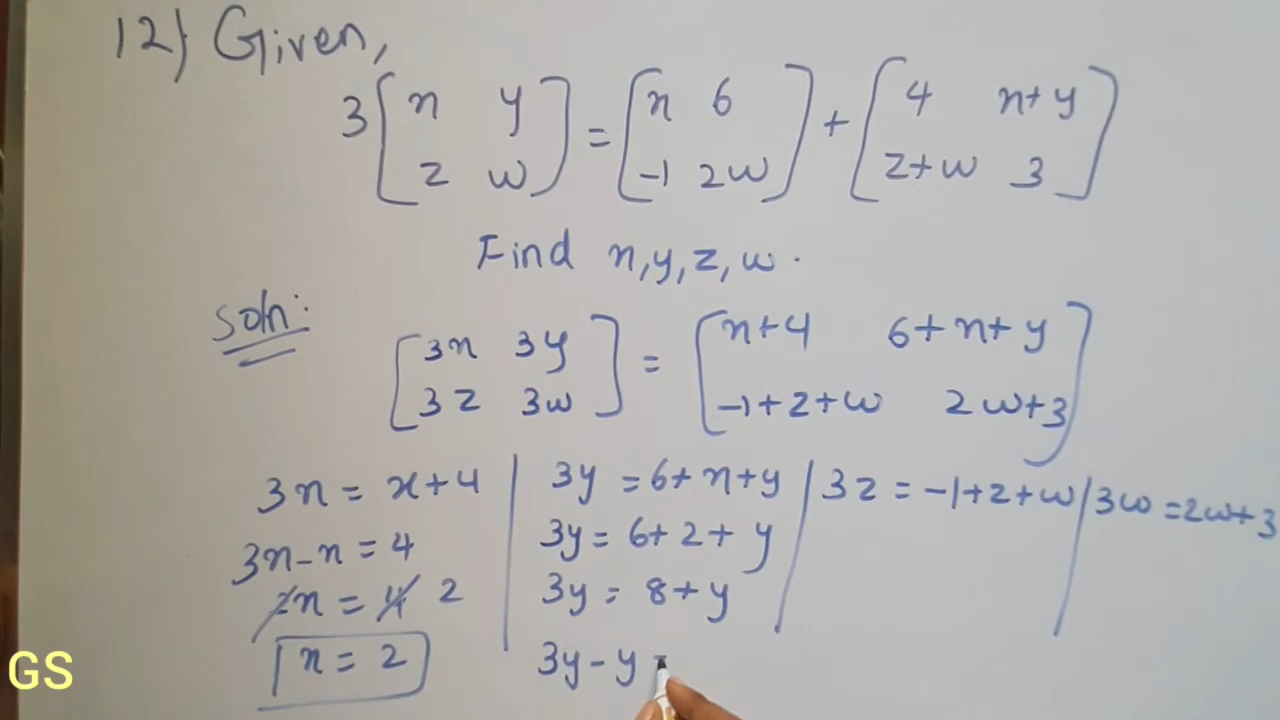 12) Given,
3 [x y] = [x 6] + [4 x+y]
[z w] [-1 2w] [z+w 3]
Find x, y, z, w.
Soln:
[3x 3y] = [x+4 6+x+y]
[3z 3w] [-1+z+w 2w+3]
3x = x+4 | 3y = 6+x+y | 3z = -1+z+w | 3w = 2w+3
3x-x = 4 3y = 6+2+y
2x = 4 2 3y = 8+y
x = 2 3y-y =
GS